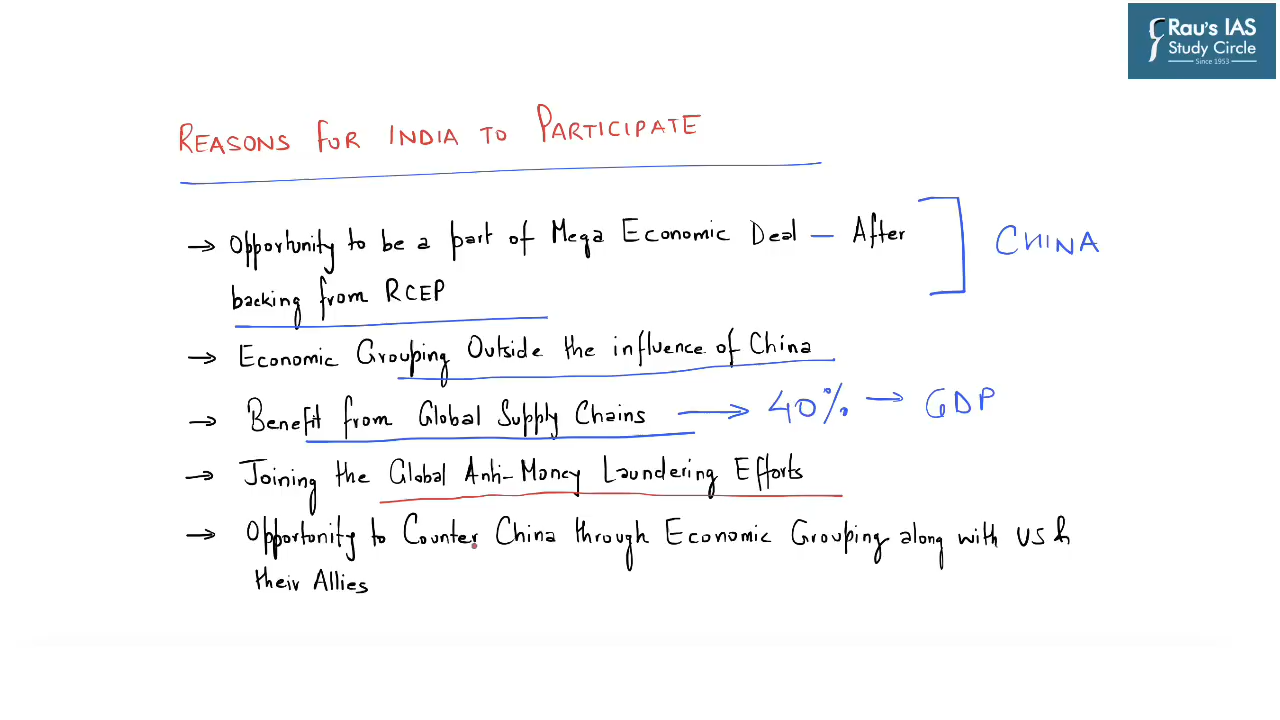 Rau's IAS
Study Circle
Since 1953
REASONS FOR INDIA TO PARTICIPATE
→ Opportunity to be a part of Mega Economic Deal – After
backing from RCEP
CHINA
→ Economic Grouping Outside the influence of China
→ Benefit from Global Supply Chains → 40% → GDP
→ Joining the Global Anti-Money Laundering Efforts
→ Opportunity to Counter China through Economic Grouping along with US &
their Allies